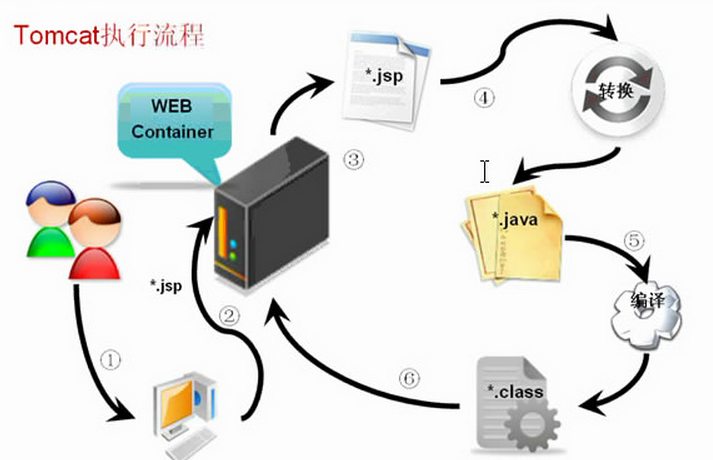 Tomcat执行流程
WEB
Container
*.jsp
③
④
转换
*.java
⑤
编译
*.jsp
②
①
⑥
*.class